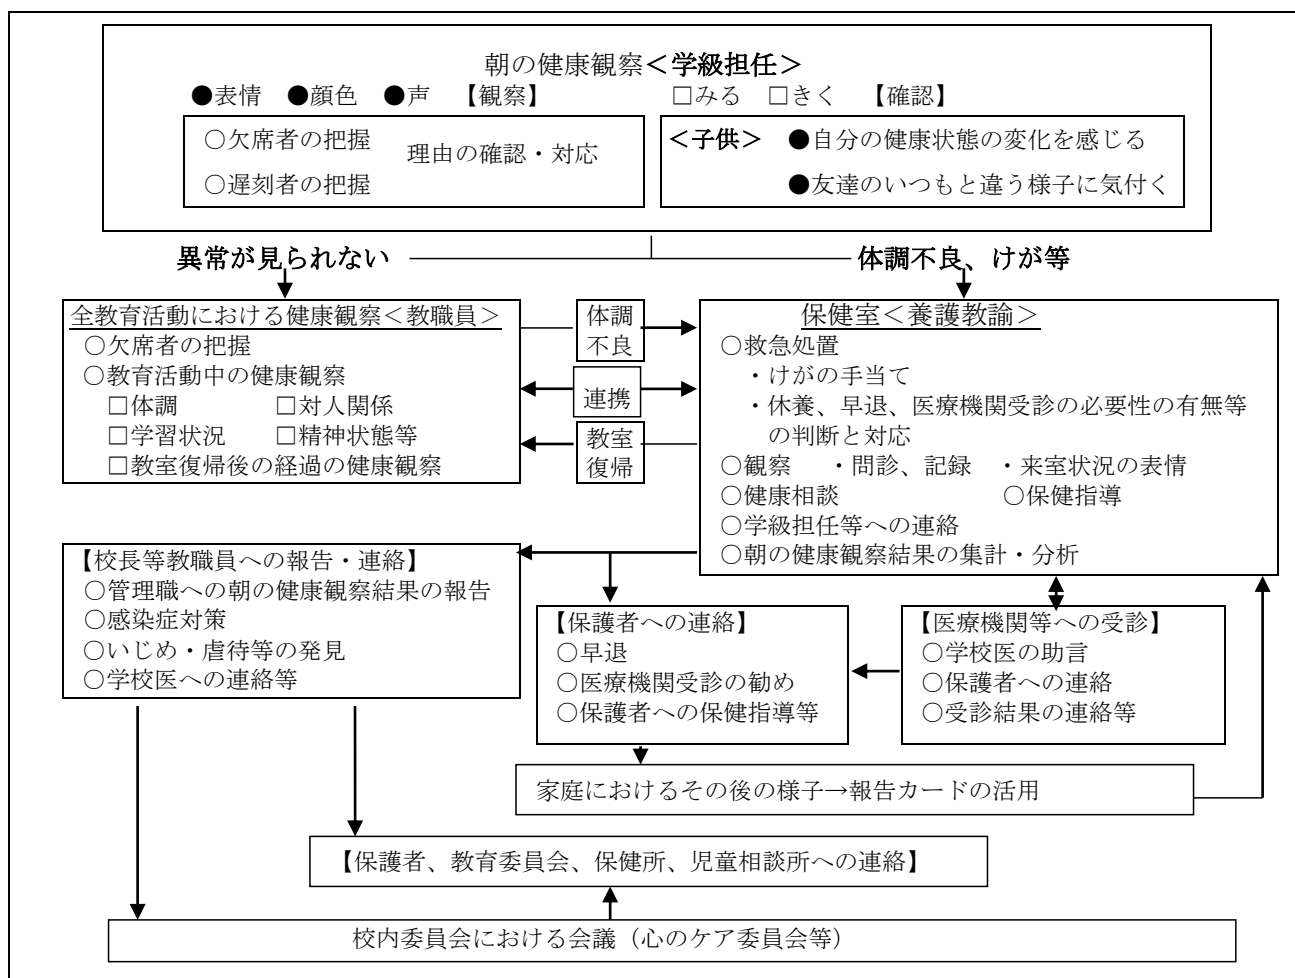 朝の健康観察＜学級担任＞
●表情　●顔色　●声　【観察】　□みる　□きく　【確認】
○欠席者の把握
理由の確認・対応
○遅刻者の把握
＜子供＞　●自分の健康状態の変化を感じる
●友達のいつもと違う様子に気付く
異常が見られない
体調不良、けが等
全教育活動における健康観察＜教職員＞
○欠席者の把握
○教育活動中の健康観察
□体調　□対人関係
□学習状況　□精神状態等
□教室復帰後の経過の健康観察
体調
不良
連携
教室
復帰
保健室＜養護教諭＞
○救急処置
・けがの手当て
・休養、早退、医療機関受診の必要性の有無等
の判断と対応
○観察　・問診、記録　・来室状況の表情
○健康相談　○保健指導
○学級担任等への連絡
○朝の健康観察結果の集計・分析
【校長等教職員への報告・連絡】
○管理職への朝の健康観察結果の報告
○感染症対策
○いじめ・虐待等の発見
○学校医への連絡等
【保護者への連絡】
○早退
○医療機関受診の勧め
○保護者への保健指導等
【医療機関等への受診】
○学校医の助言
○保護者への連絡
○受診結果の連絡等
家庭におけるその後の様子→報告カードの活用
【保護者、教育委員会、保健所、児童相談所への連絡】
校内委員会における会議（心のケア委員会等）